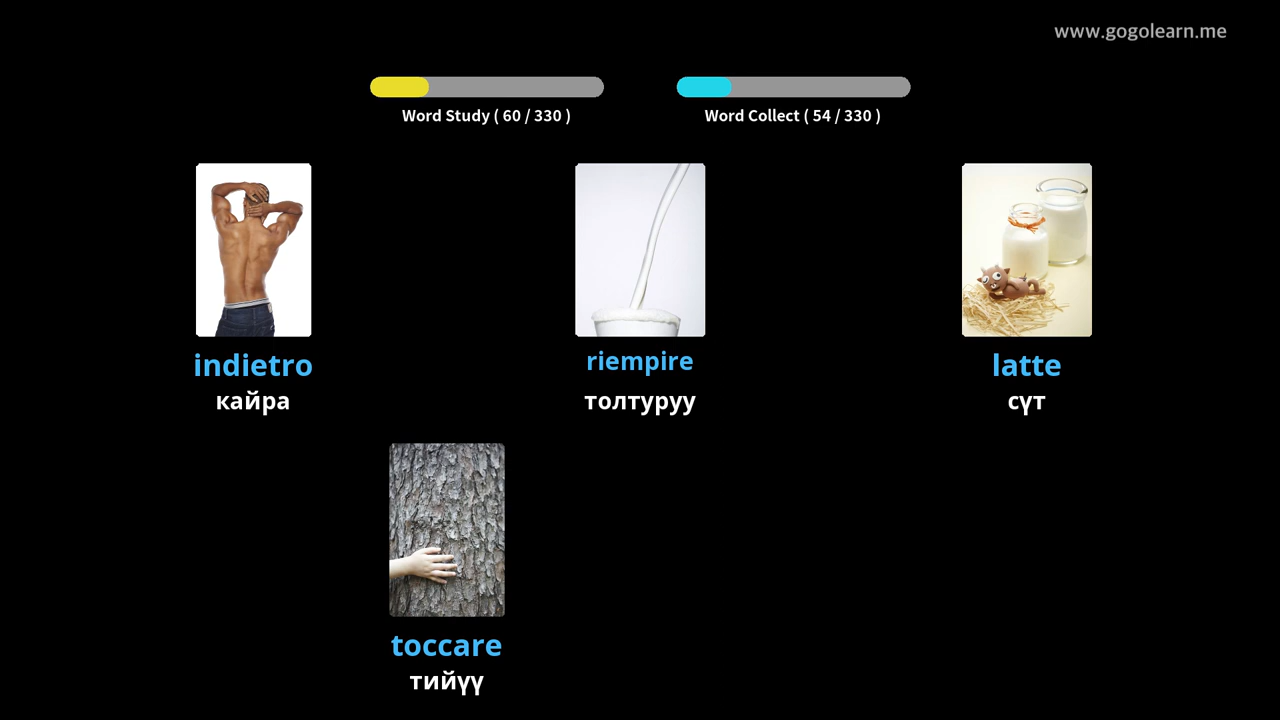 www.gogolearn.me
Word Study ( 60 / 330 )
Word Collect ( 54 / 330 )
indietro
кайра
riempire
толтуруу
latte
сүт
toccare
тийүү